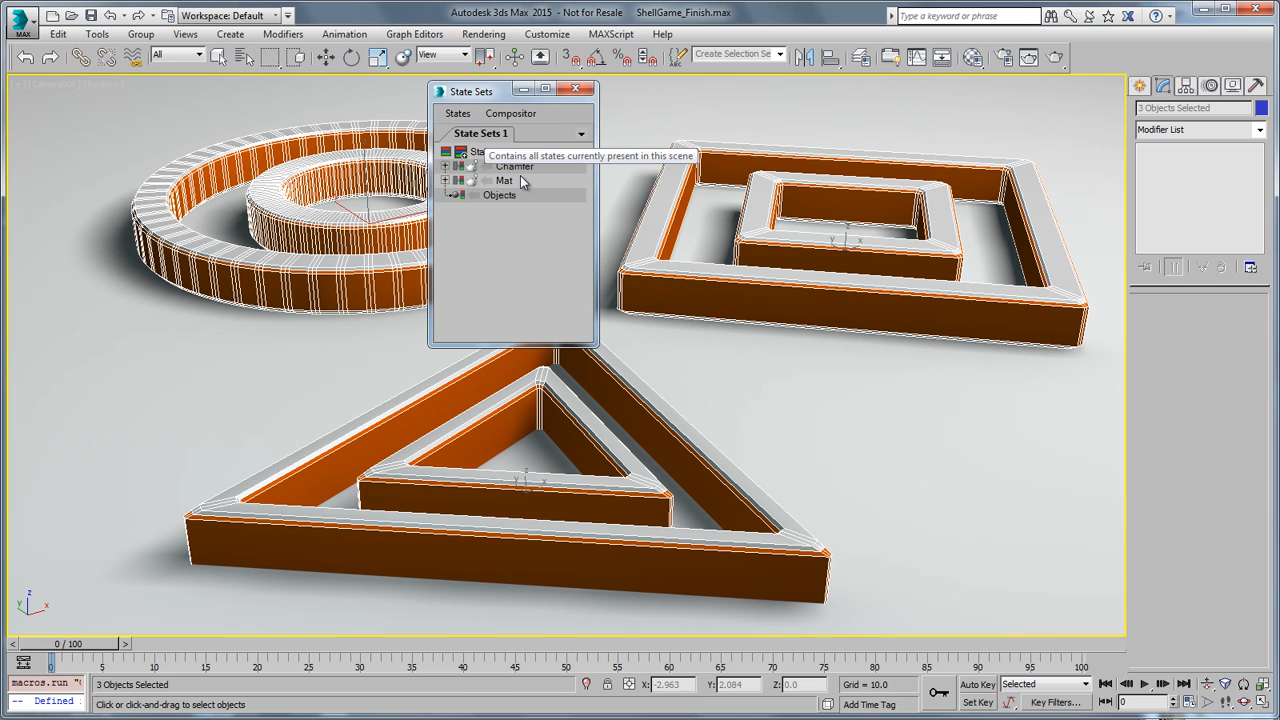 Workspace: Default
Autodesk 3ds Max 2015 - Not for Resale ShellGame_Finish.max
Type a keyword or phrase
MAX
Edit Tools Group Views Create Modifiers Animation Graph Editors Rendering Customize MAXScript Help
All
View
3
Create Selection Se
State Sets
States Compositor
State Sets 1
Contains all states currently present in this scene
Chamfer
Mat
Objects
3 Objects Selected
Modifier List
z
y x
z
y x
z
y x
< 0 / 100 >
0 5 10 15 20 25 30 35 40 45 50 55 60 65 70 75 80 85 90 95 100
macros.run "
-- Defined
3 Objects Selected
Click or click-and-drag to select objects
X: -2.963 Y: 2.084 Z: 0.0
Grid = 10.0
Add Time Tag
Auto Key Selected
Set Key Key Filters...
0